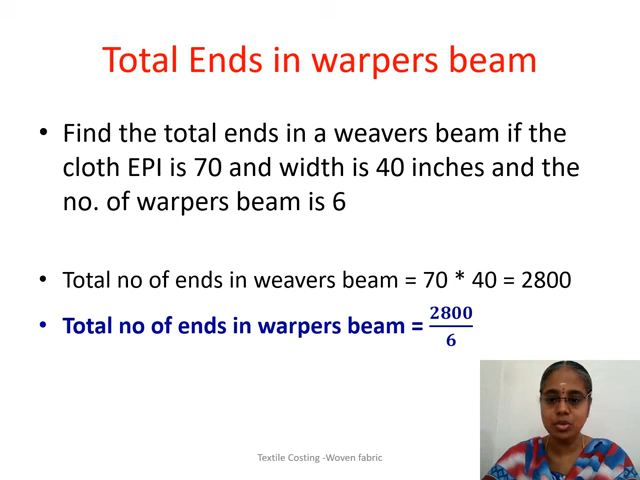 Total Ends in warpers beam
• Find the total ends in a weavers beam if the
cloth EPI is 70 and width is 40 inches and the
no. of warpers beam is 6
• Total no of ends in weavers beam = 70 * 40 = 2800
• Total no of ends in warpers beam = 2800/6
Textile Costing -Woven fabric